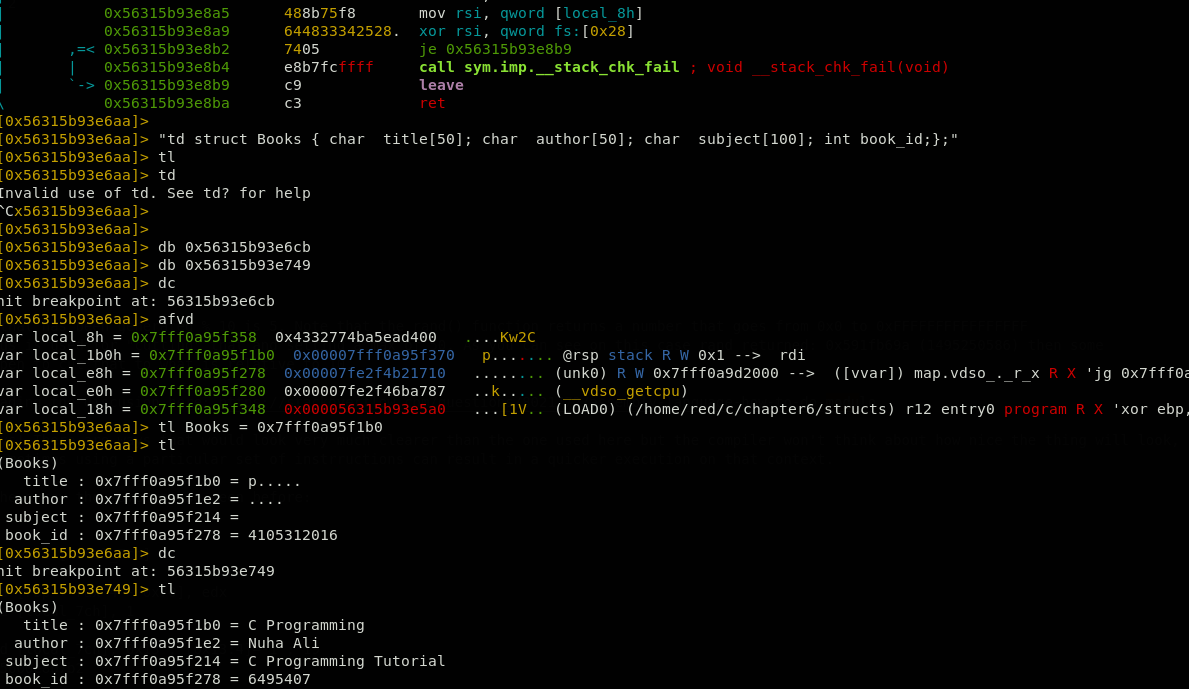 | 0x56315b93e8a5 488b75f8 mov rsi, qword [local_8h]
| 0x56315b93e8a9 644833342528. xor rsi, qword fs:[0x28]
| ,=< 0x56315b93e8b2 7405 je 0x56315b93e8b9
| | 0x56315b93e8b4 e8b7fcffff call sym.imp.__stack_chk_fail ; void __stack_chk_fail(void)
| `-> 0x56315b93e8b9 c9 leave
\ 0x56315b93e8ba c3 ret
[0x56315b93e6aa]>
[0x56315b93e6aa]> "td struct Books { char  title[50]; char  author[50]; char  subject[100]; int book_id;};"
[0x56315b93e6aa]> tl
[0x56315b93e6aa]> td
Invalid use of td. See td? for help
^Cx56315b93e6aa]>
[0x56315b93e6aa]>
[0x56315b93e6aa]> db 0x56315b93e6cb
[0x56315b93e6aa]> db 0x56315b93e749
[0x56315b93e6aa]> dc
hit breakpoint at: 56315b93e6cb
[0x56315b93e6aa]> afvd
var local_8h = 0x7fff0a95f358  0x4332774ba5ead400 ....Kw2C
var local_1b0h = 0x7fff0a95f1b0  0x00007fff0a95f370 p....... @rsp stack R W 0x1 -->  rdi
var local_e8h = 0x7fff0a95f278  0x00007fe2f4b21710 ........ (unk0) R W 0x7fff0a9d2000 -->  ([vvar]) map.vdso_._r_x R X 'jg 0x7fff0a
var local_e0h = 0x7fff0a95f280  0x00007fe2f46ba787 ..k..... (__vdso_getcpu)
var local_18h = 0x7fff0a95f348  0x000056315b93e5a0 ...[1V.. (LOAD0) (/home/red/c/chapter6/structs) r12 entry0 program R X 'xor ebp,
[0x56315b93e6aa]> tl Books = 0x7fff0a95f1b0
[0x56315b93e6aa]> tl
(Books)
title : 0x7fff0a95f1b0 = p.....
author : 0x7fff0a95f1e2 = ....
subject : 0x7fff0a95f214 =
book_id : 0x7fff0a95f278 = 4105312016
[0x56315b93e6aa]> dc
hit breakpoint at: 56315b93e749
[0x56315b93e749]> tl
(Books)
title : 0x7fff0a95f1b0 = C Programming
author : 0x7fff0a95f1e2 = Nuha Ali
subject : 0x7fff0a95f214 = C Programming Tutorial
book_id : 0x7fff0a95f278 = 6495407